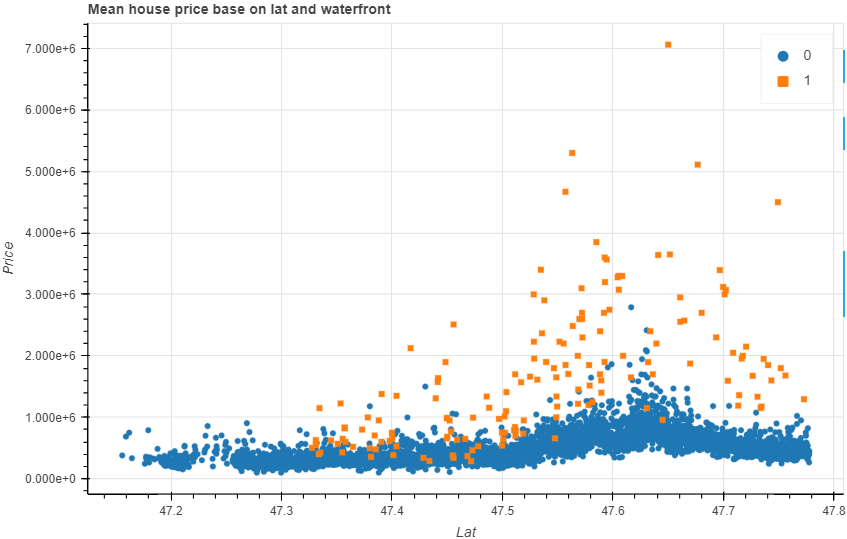 Mean house price base on lat and waterfront
7.000e+6
6.000e+6
5.000e+6
4.000e+6
3.000e+6
2.000e+6
1.000e+6
0.000e+0
Price
0
1
47.2
47.3
47.4
47.5
47.6
47.7
47.8
Lat